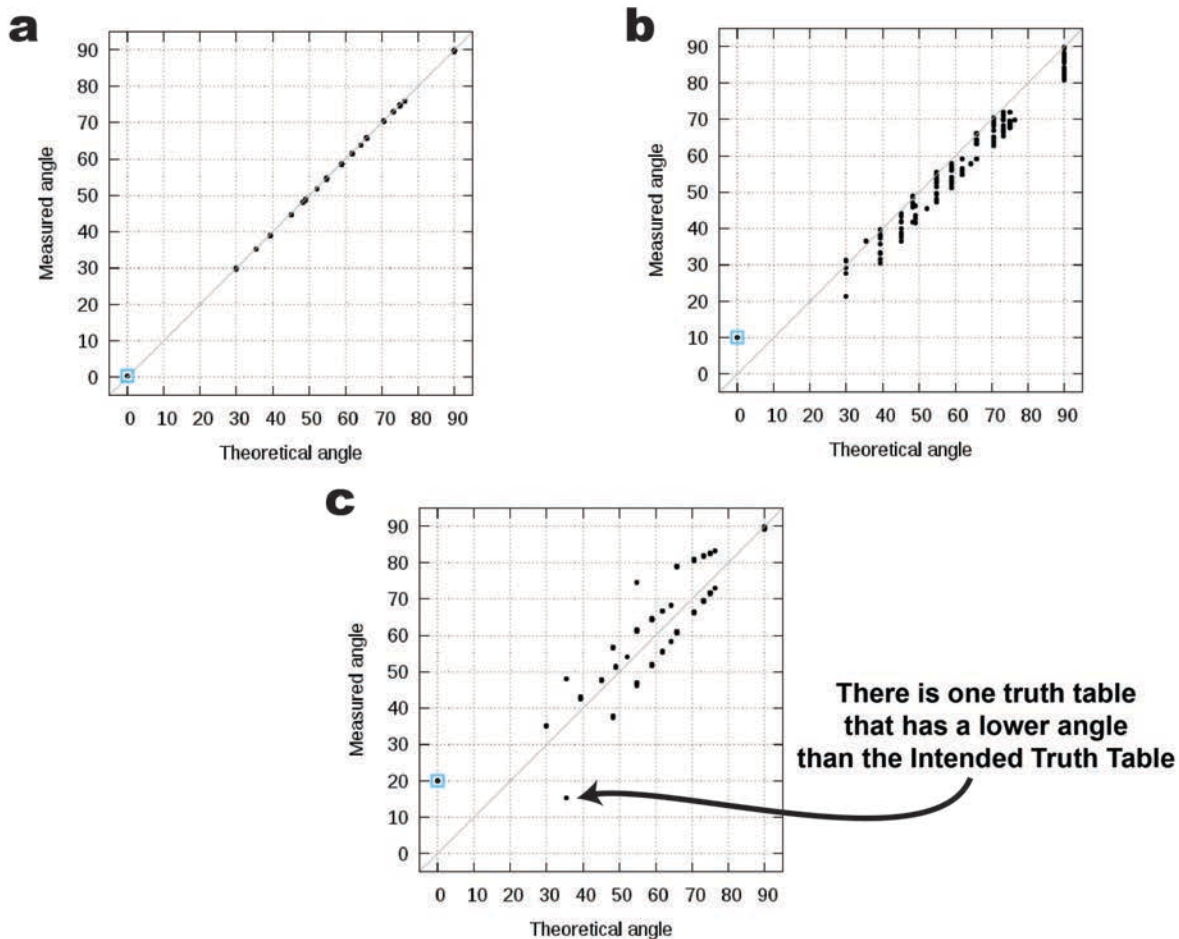 a
90
80
70
60
50
40
30
20
10
0
Measured angle
0 10 20 30 40 50 60 70 80 90
Theoretical angle
b
90
80
70
60
50
40
30
20
10
0
Measured angle
0 10 20 30 40 50 60 70 80 90
Theoretical angle
c
90
80
70
60
50
40
30
20
10
0
Measured angle
0 10 20 30 40 50 60 70 80 90
Theoretical angle
There is one truth table
that has a lower angle
than the Intended Truth Table